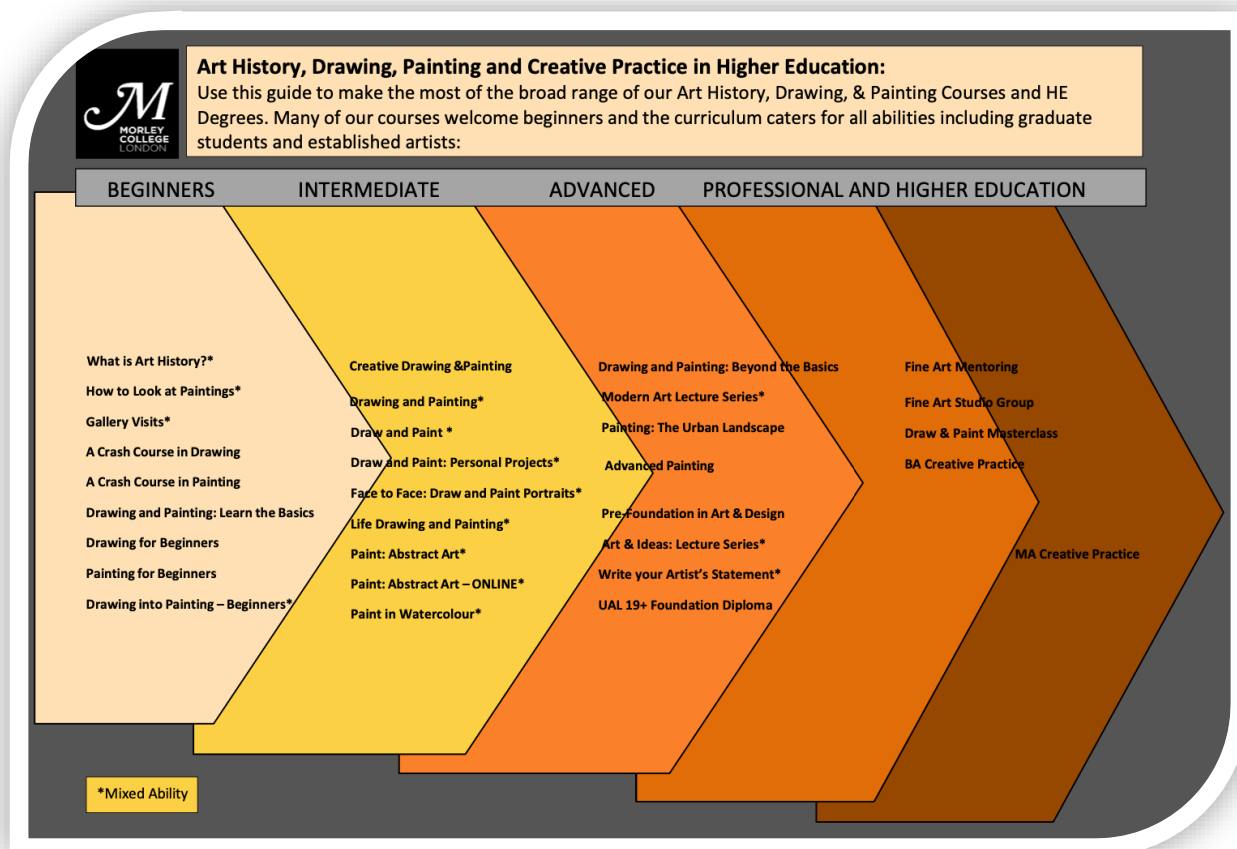 M
MORLEY
COLLEGE
LONDON
Art History, Drawing, Painting and Creative Practice in Higher Education:
Use this guide to make the most of the broad range of our Art History, Drawing, & Painting Courses and HE
Degrees. Many of our courses welcome beginners and the curriculum caters for all abilities including graduate
students and established artists:
BEGINNERS
INTERMEDIATE
ADVANCED
PROFESSIONAL AND HIGHER EDUCATION
What is Art History?*
How to Look at Paintings*
Gallery Visits*
A Crash Course in Drawing
A Crash Course in Painting
Drawing and Painting: Learn the Basics
Drawing for Beginners
Painting for Beginners
Drawing into Painting – Beginners*
Creative Drawing &Painting
Drawing and Painting*
Draw and Paint *
Draw and Paint: Personal Projects*
Face to Face: Draw and Paint Portraits*
Life Drawing and Painting*
Paint: Abstract Art*
Paint: Abstract Art – ONLINE*
Paint in Watercolour*
Drawing and Painting: Beyond the Basics
Modern Art Lecture Series*
Painting: The Urban Landscape
Advanced Painting
Pre-Foundation in Art & Design
Art & Ideas: Lecture Series*
Write your Artist's Statement*
UAL 19+ Foundation Diploma
Fine Art Mentoring
Fine Art Studio Group
Draw & Paint Masterclass
BA Creative Practice
MA Creative Practice
*Mixed Ability